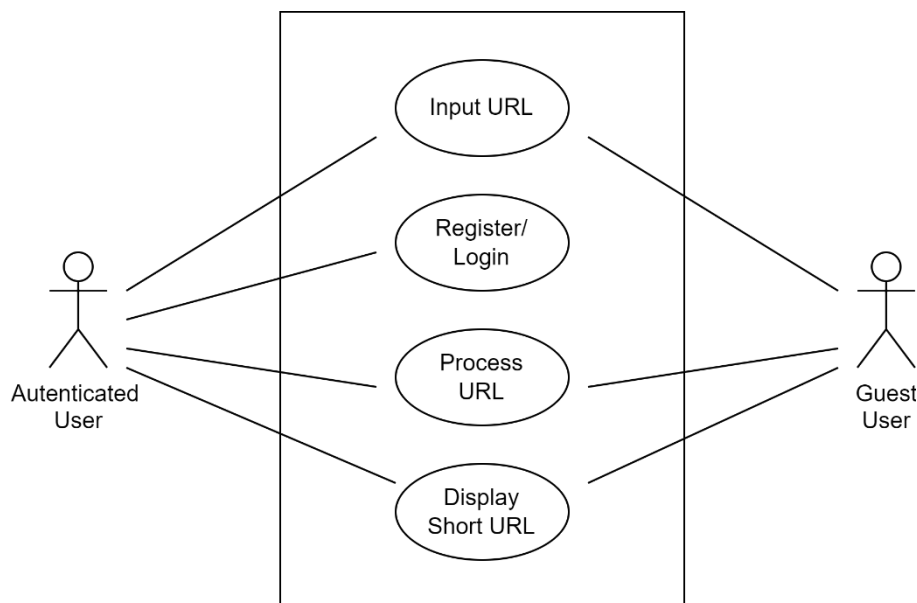 Input URL
Register/
Login
Process
URL
Display
Short URL
Autenticated
User
Guest
User